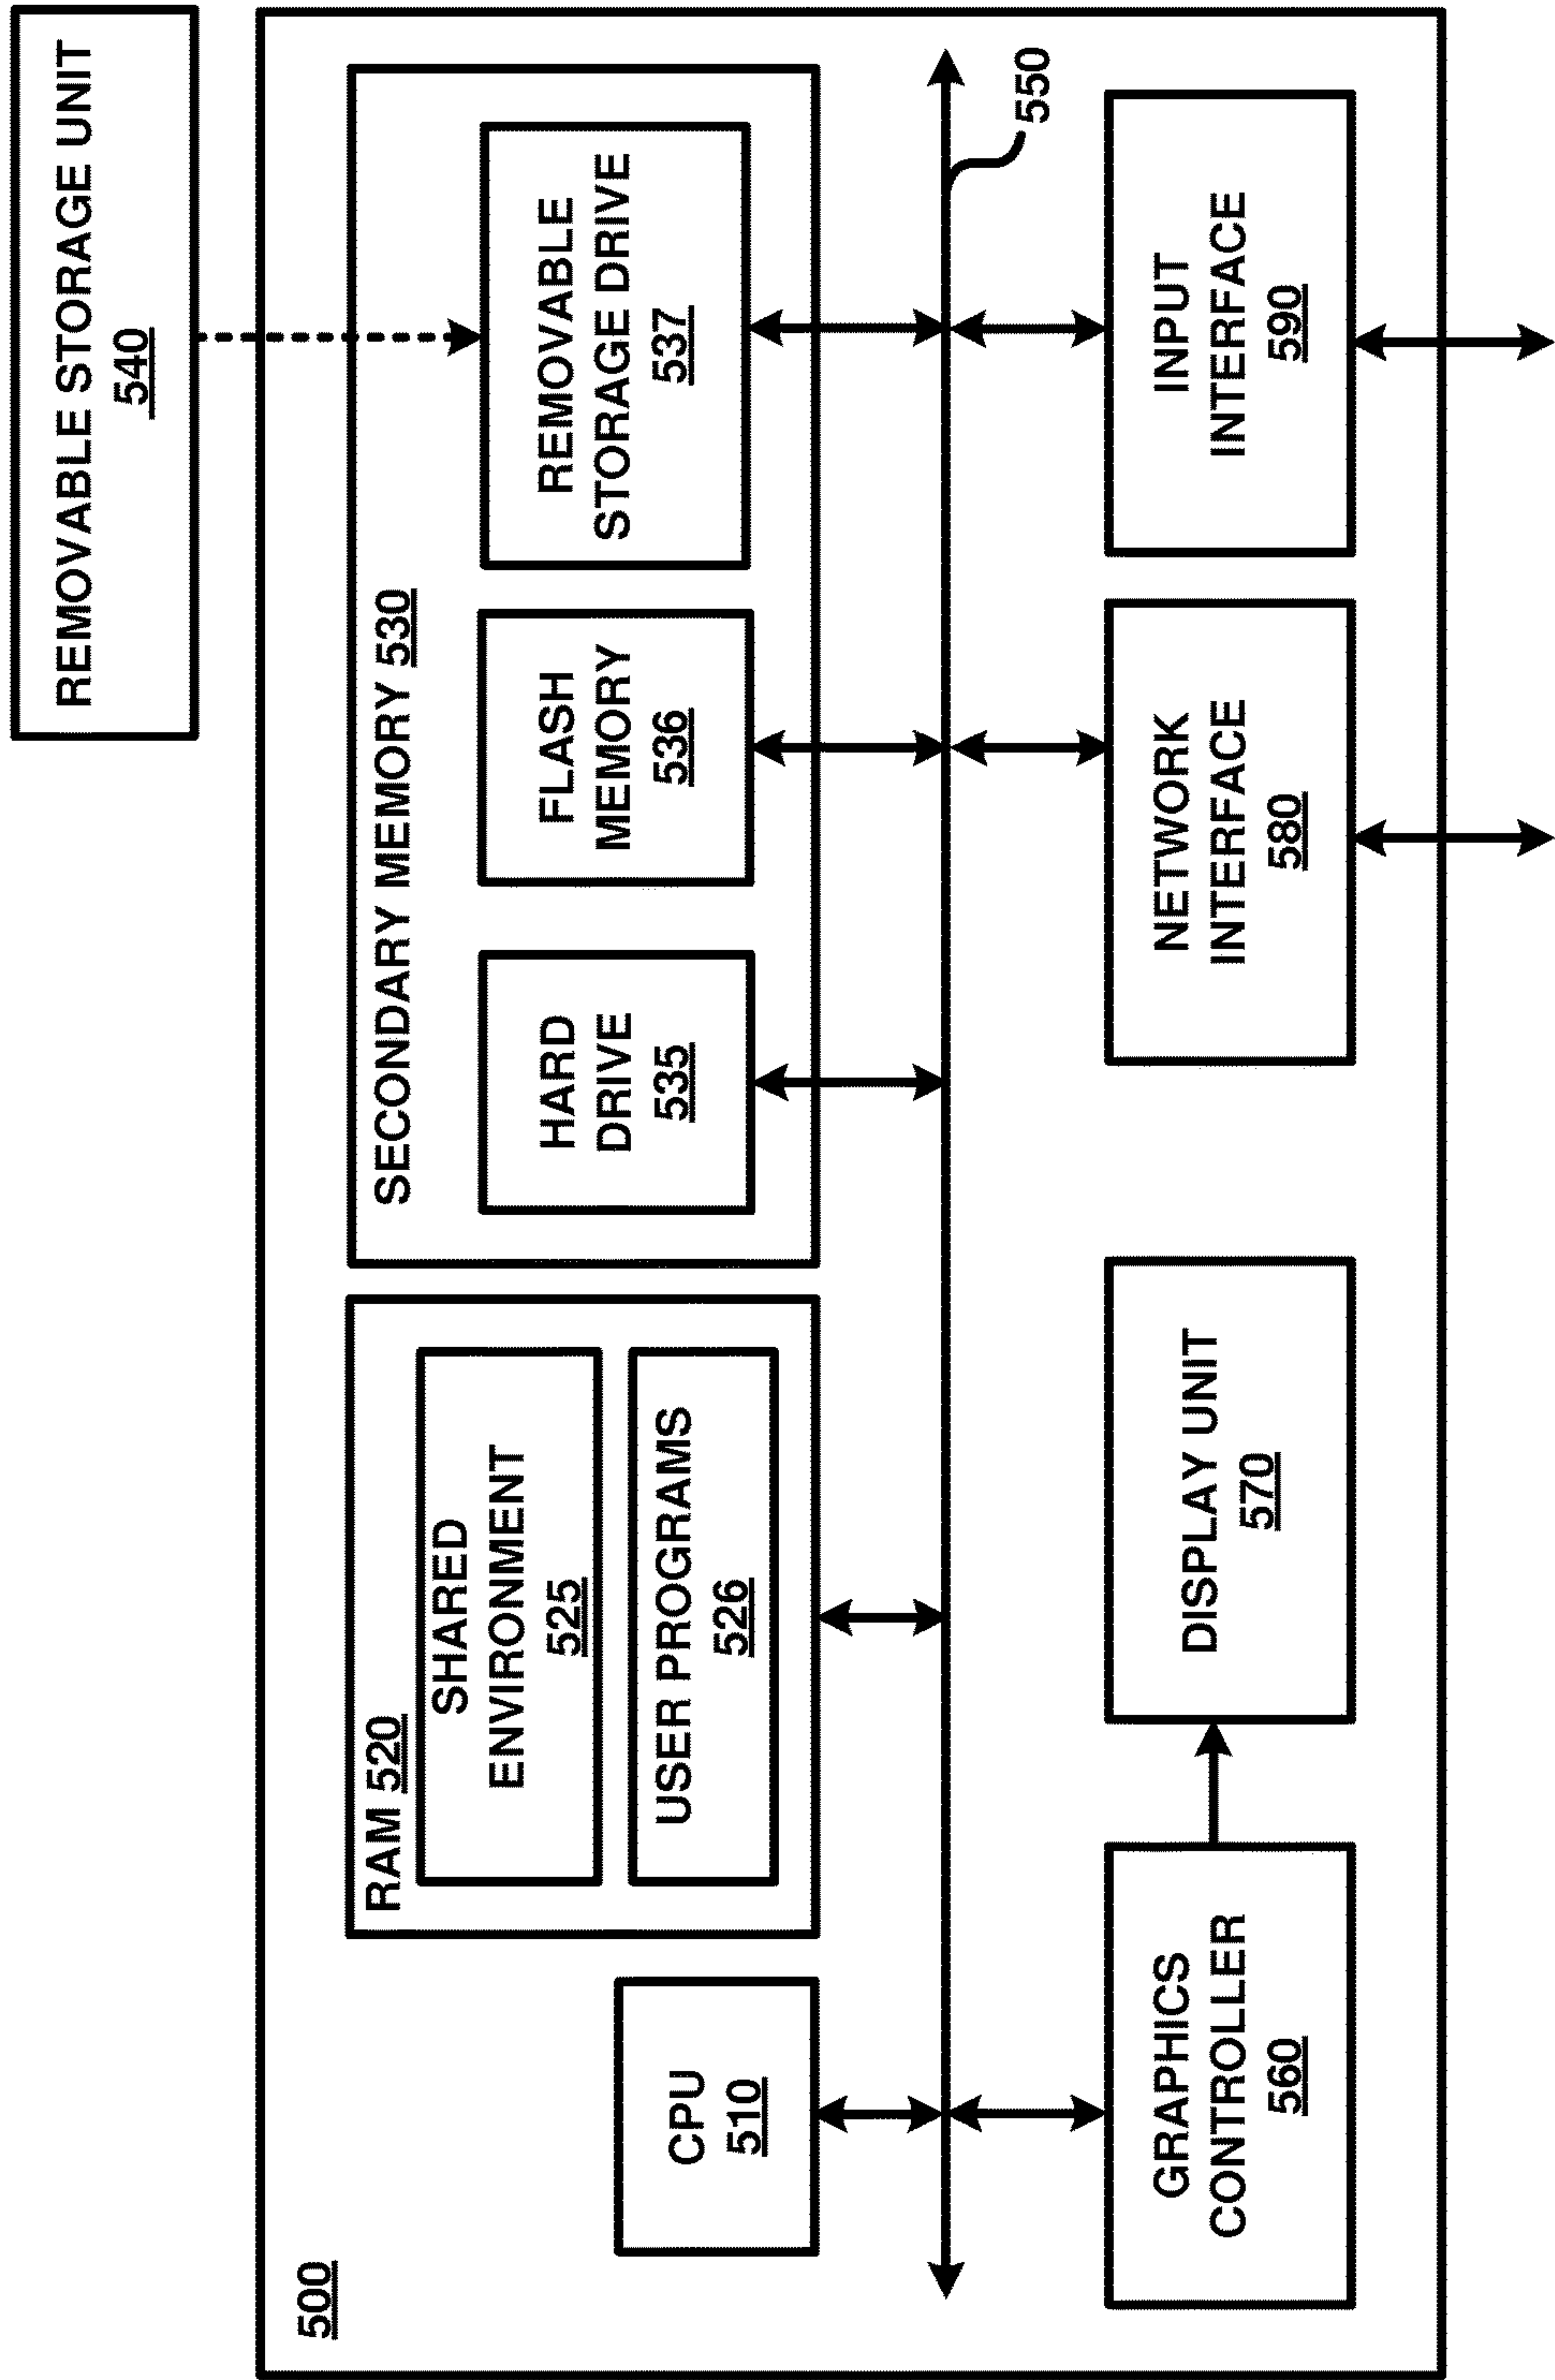 REMOVABLE STORAGE UNIT
540
500
CPU
510
RAM 520
SHARED
ENVIRONMENT
525
USER PROGRAMS
526
SECONDARY MEMORY 530
HARD
DRIVE
535
FLASH
MEMORY
536
REMOVABLE
STORAGE DRIVE
537
550
GRAPHICS
CONTROLLER
560
DISPLAY UNIT
570
NETWORK
INTERFACE
580
INPUT
INTERFACE
590